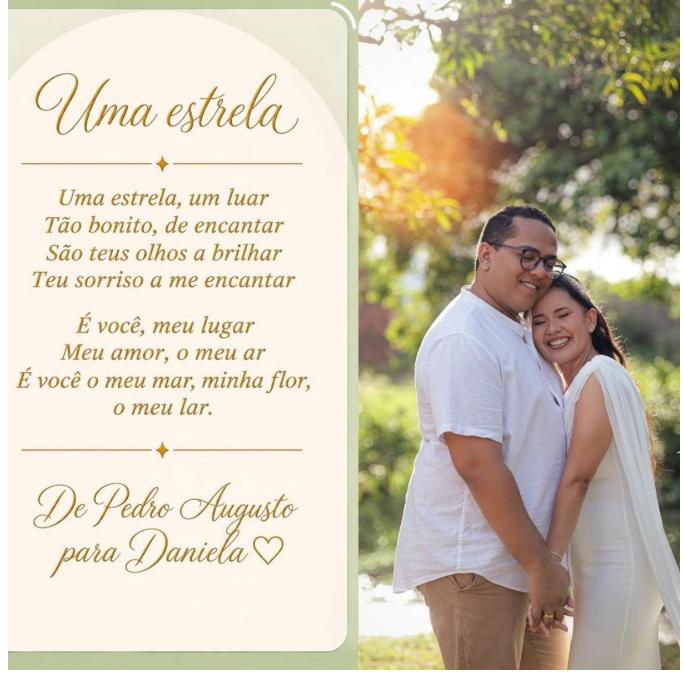 Uma estrela
Uma estrela, um luar
Tão bonito, de encantar
São teus olhos a brilhar
Teu sorriso a me encantar
É você, meu lugar
Meu amor, o meu ar
É você o meu mar, minha flor,
o meu lar.
De Pedro Augusto
para Daniela ♡